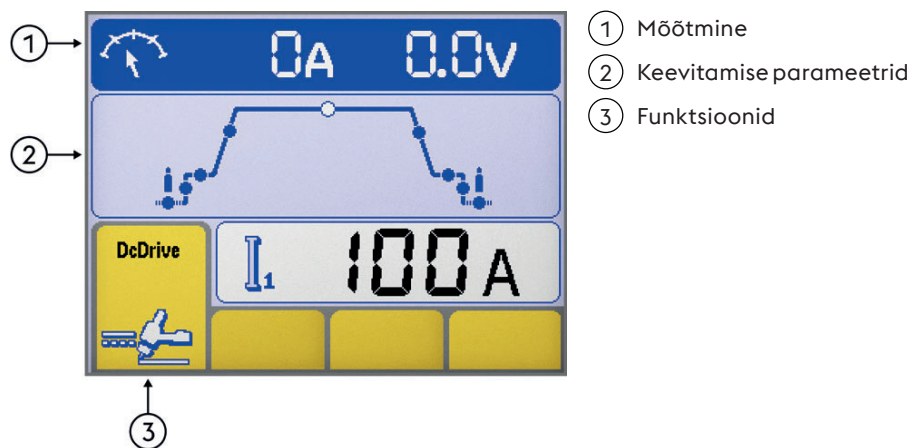 1 Mõõtmine
2 Keevitamise parameetrid
3 Funktsioonid
1
0A 0.0V
2
DcDrive
I1 100A
3